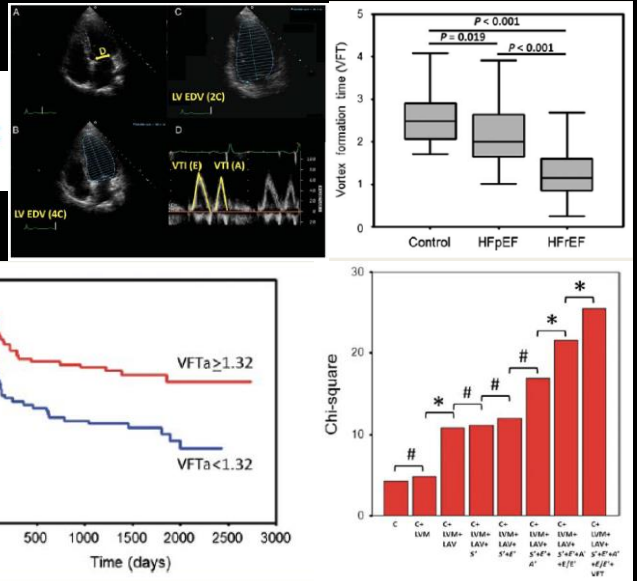 A
D
C
LV EDV (2C)
B
LV EDV (4C)
D
VTI (E) VTI (A)
Vortex formation time (VFT)
5
4
3
2
1
0
P < 0.001
P = 0.019
P < 0.001
Control HFpEF HFrEF
VFTa≥1.32
VFTa<1.32
500 1000 1500 2000 2500 3000
Time (days)
Chi-square
30
20
10
0
# * # # # * *
C C+ C+ C+ C+ C+ C+ C+
LVM LVM+ LVM+ LVM+ LVM+ LVM+ LVM+
LAV LAV+ LAV+ LAV+ LAV+ LAV+
S' S'+E' S'+E'+ S'+E'+A' S'+E'+A'
A' +E/E' +E/E'+
VFT